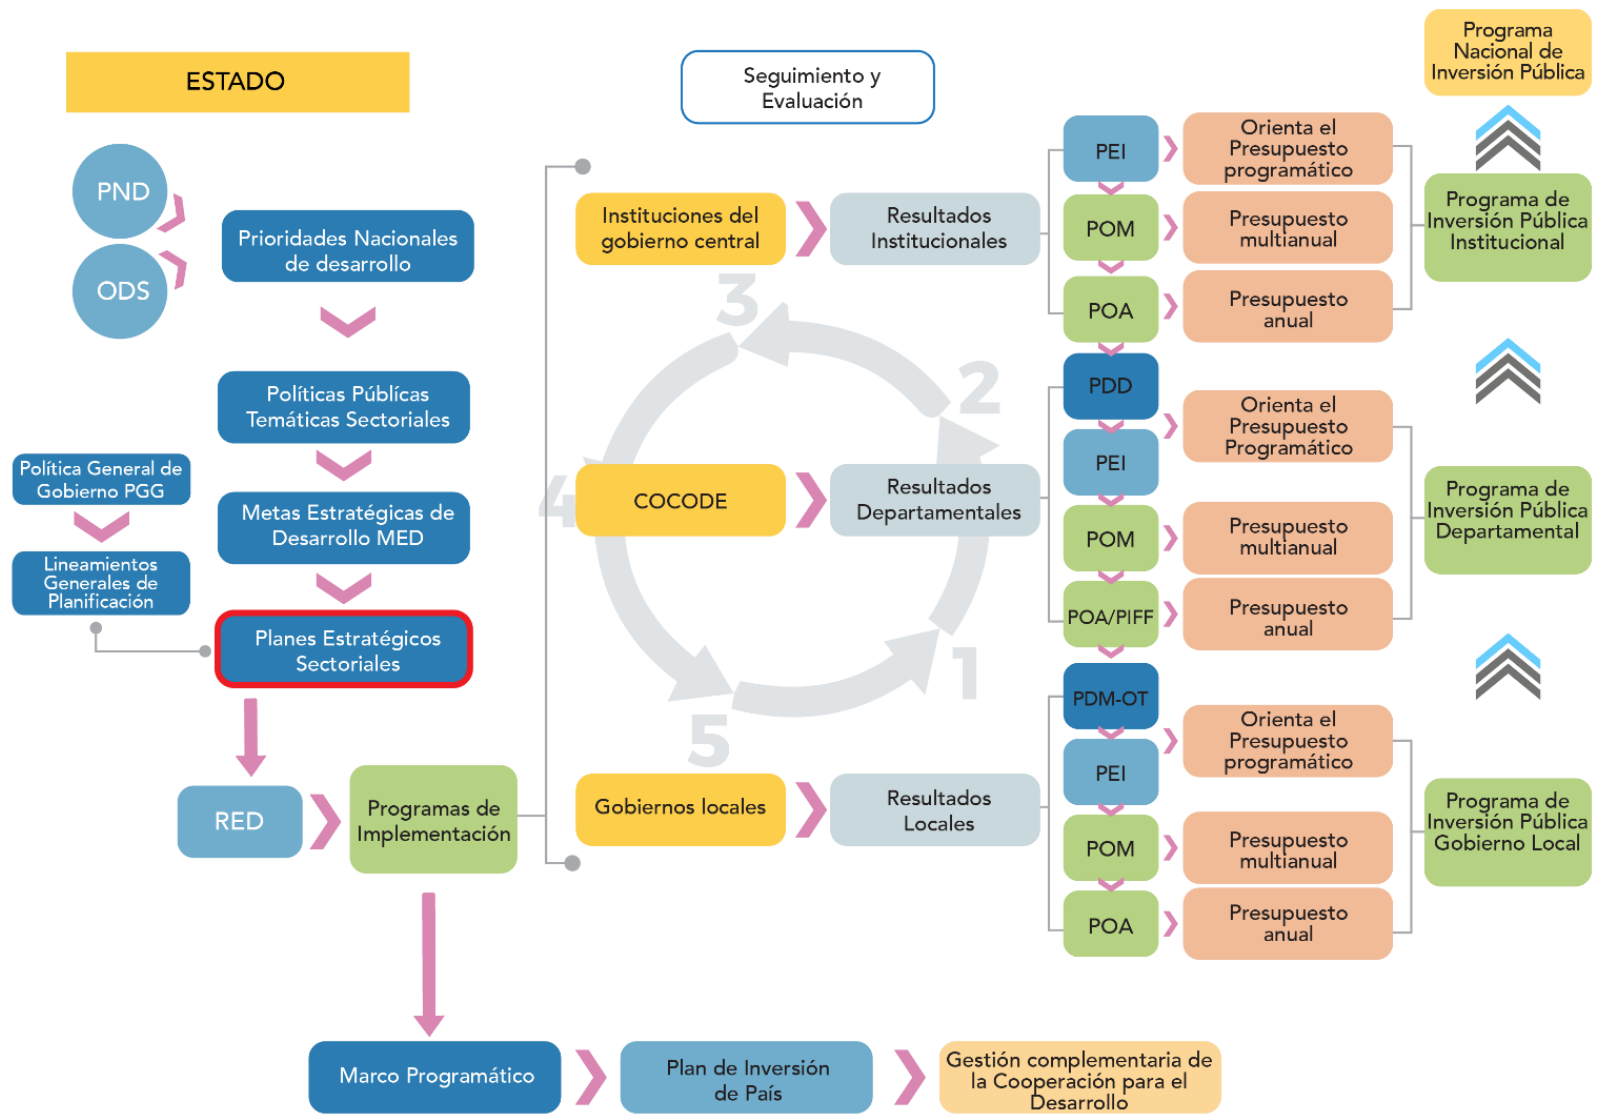 ESTADO
PND
ODS
Prioridades Nacionales
de desarrollo
Políticas Públícas
Temáticas Sectoriales
Política General de
Gobierno PGG
Metas Estratégicas de
Desarrollo MED
Lineamientos
Generales de
Planificación
Planes Estratégicos
Sectoriales
RED
Programas de
Implementación
Marco Programático
Plan de Inversión
de País
Gestión complementaria de
la Cooperación para el
Desarrollo
Seguimiento y
Evaluación
1
2
3
4
5
Instituciones del
gobierno central
Resultados
Institucionales
PEI
Orienta el
Presupuesto
programático
POM
Presupuesto
multianual
POA
Presupuesto
anual
COCODE
Resultados
Departamentales
PDD
Orienta el
Presupuesto
Programático
PEI
POM
Presupuesto
multianual
POA/PIFF
Presupuesto
anual
Gobiernos locales
Resultados
Locales
PDM-OT
Orienta el
Presupuesto
programático
PEI
POM
Presupuesto
multianual
POA
Presupuesto
anual
Programa
Nacional de
Inversión Pública
Programa de
Inversión Pública
Institucional
Programa de
Inversión Pública
Departamental
Programa de
Inversión Pública
Gobierno Local